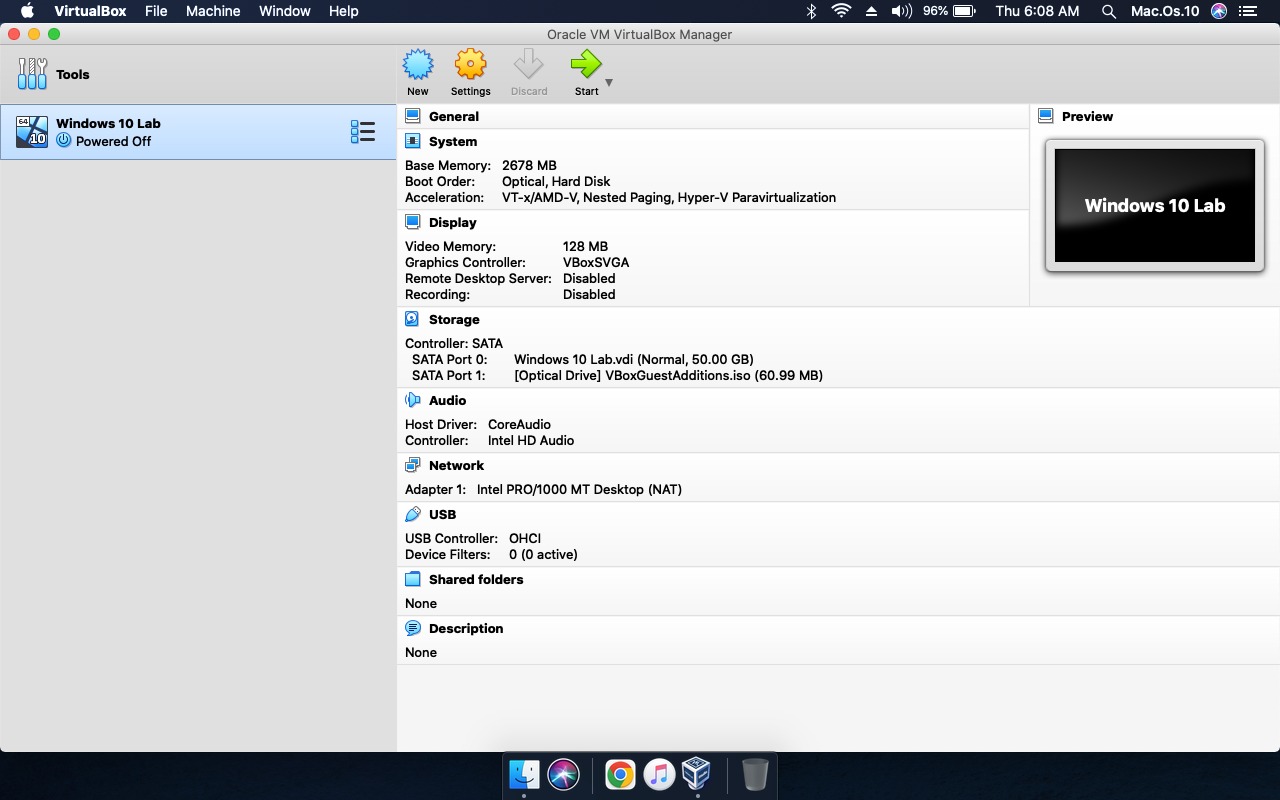 VirtualBox File Machine Window Help 96% Thu 6:08 AM Mac.Os.10
Oracle VM VirtualBox Manager
Tools
New Settings Discard Start
64 10
Windows 10 Lab
Powered Off
General
System
Base Memory: 2678 MB
Boot Order: Optical, Hard Disk
Acceleration: VT-x/AMD-V, Nested Paging, Hyper-V Paravirtualization
Display
Video Memory: 128 MB
Graphics Controller: VBoxSVGA
Remote Desktop Server: Disabled
Recording: Disabled
Preview
Windows 10 Lab
Storage
Controller: SATA
SATA Port 0: Windows 10 Lab.vdi (Normal, 50.00 GB)
SATA Port 1: [Optical Drive] VBoxGuestAdditions.iso (60.99 MB)
Audio
Host Driver: CoreAudio
Controller: Intel HD Audio
Network
Adapter 1: Intel PRO/1000 MT Desktop (NAT)
USB
USB Controller: OHCI
Device Filters: 0 (0 active)
Shared folders
None
Description
None